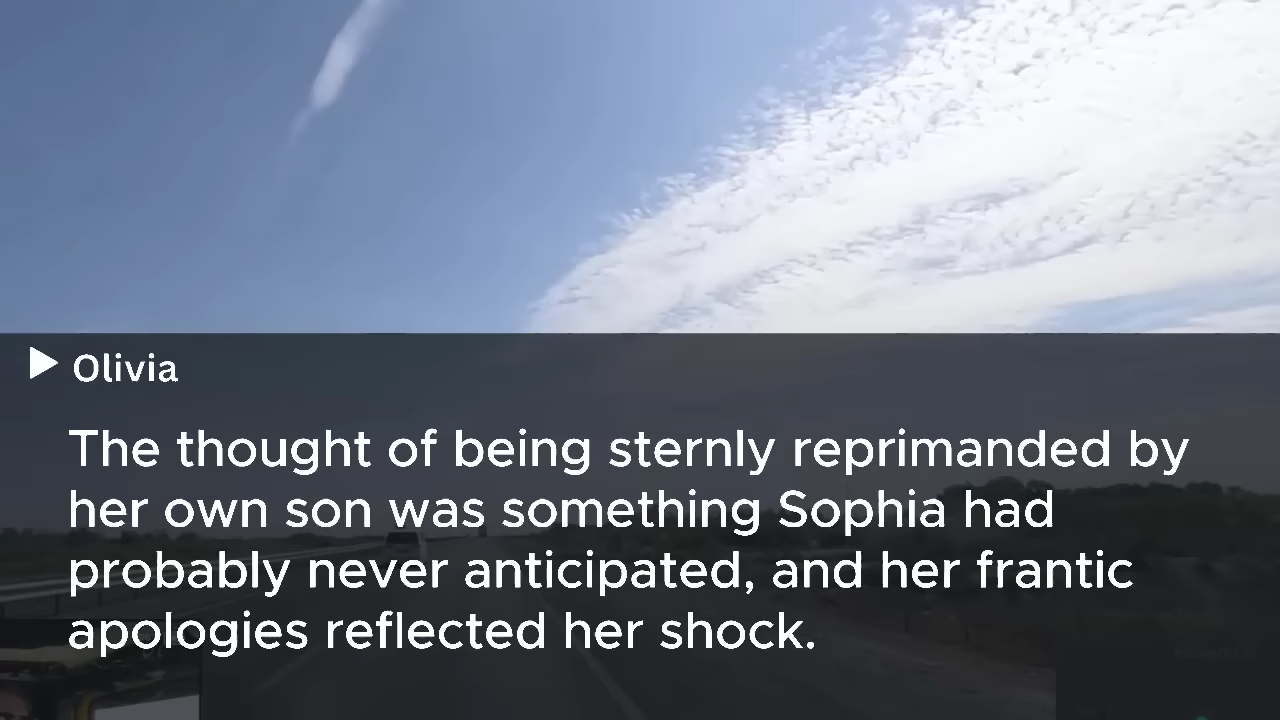 Olivia
The thought of being sternly reprimanded by
her own son was something Sophia had
probably never anticipated, and her frantic
apologies reflected her shock.